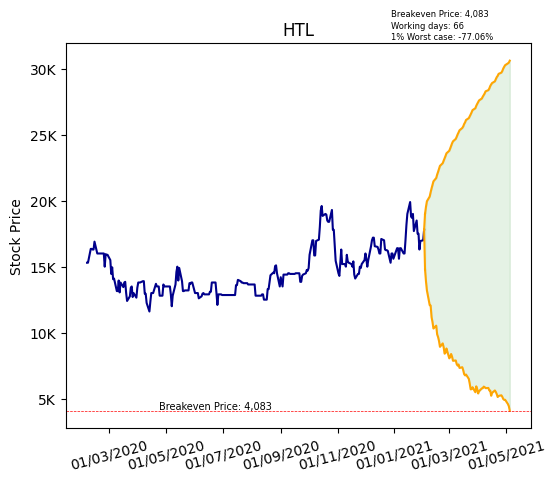 Breakeven Price: 4,083
Working days: 66
1% Worst case: -77.06%
HTL
Stock Price
30K
25K
20K
15K
10K
5K
Breakeven Price: 4,083
01/03/2020
01/05/2020
01/07/2020
01/09/2020
01/11/2020
01/01/2021
01/03/2021
01/05/2021